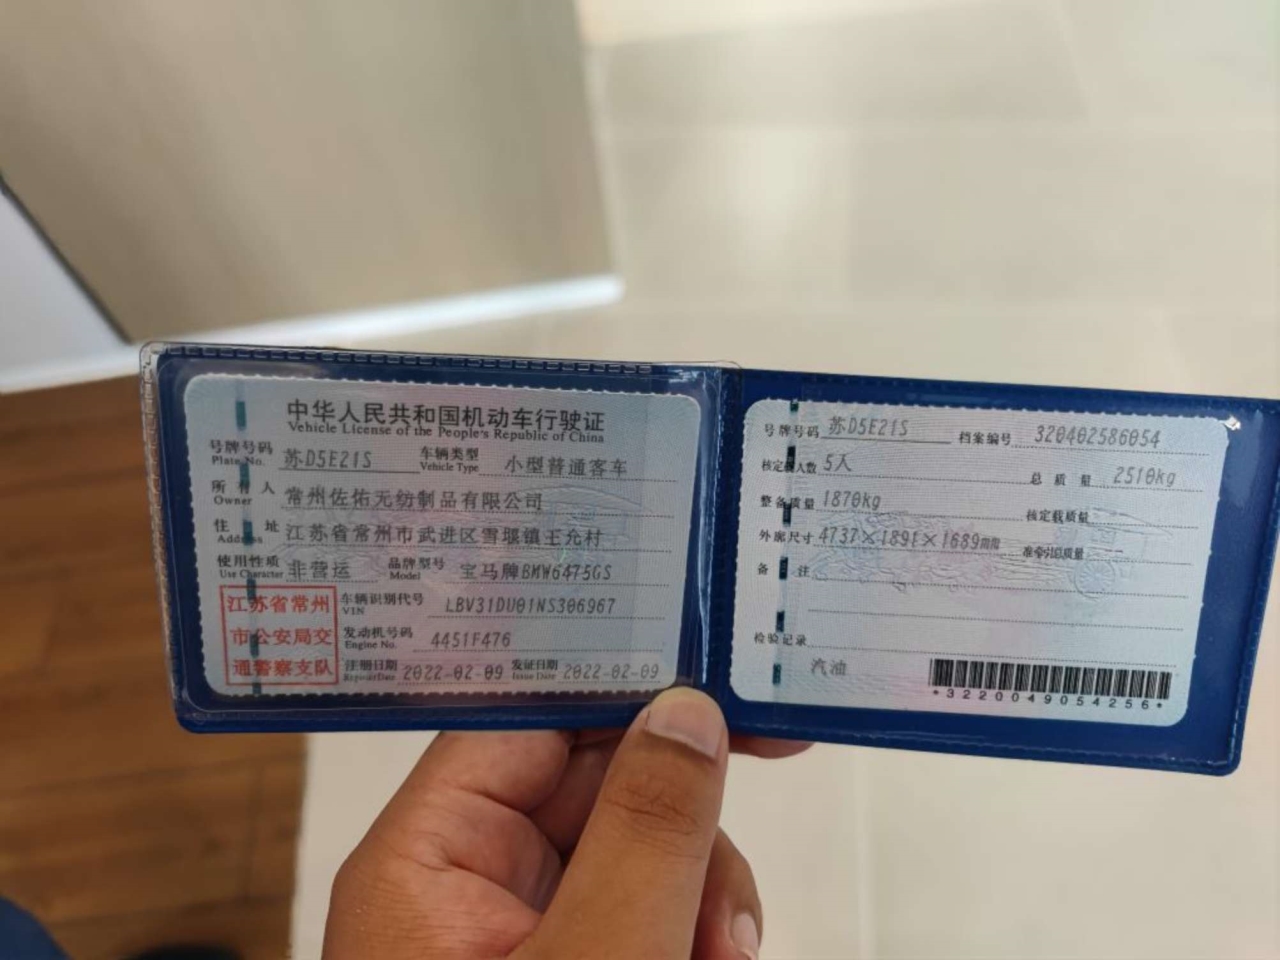 中华人民共和国机动车行驶证
Vehicle License of the People's Republic of China
号牌号码 Plate No. 苏D5E21S 车辆类型 Vehicle Type 小型普通客车
所有人 Owner 常州佐佑无纺制品有限公司
住址 Address 江苏省常州市武进区雪堰镇王允村
使用性质 Use Character 非营运 品牌型号 Model 宝马牌BMW6475GS
江苏省常州
市公安局交
通警察支队
车辆识别代号 VIN LBV31DU01NS306967
发动机号码 Engine No. 4451F476
注册日期 Register Date 2022-02-09 发证日期 Issue Date 2022-02-09
号牌号码 苏D5E21S 档案编号 320402586054
核定载人数 5人 总质量 2510kg
整备质量 1870kg 核定载质量 --
外廓尺寸 4737×1891×1689mm 准牵引总质量 --
备注
检验记录
汽油
*3220049054256*